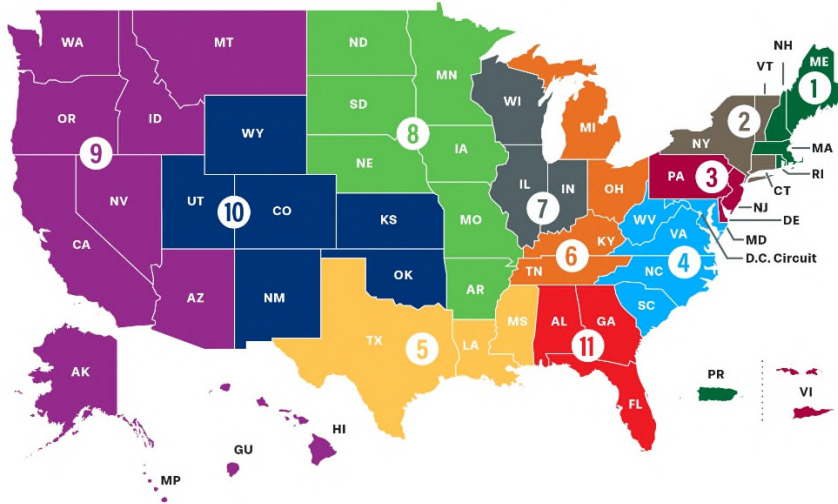 WA
MT
ND
MN
NH
ME
VT
1
OR
ID
SD
WI
MI
2
9
WY
8
NY
MA
NE
IA
PA
3
RI
CT
NV
UT
10
CO
IL
IN
OH
NJ
7
WV
DE
CA
KS
MO
KY
VA
MD
6
4
D.C. Circuit
AZ
NM
OK
AR
TN
NC
SC
TX
5
LA
MS
AL
GA
11
AK
FL
PR
VI
HI
GU
MP